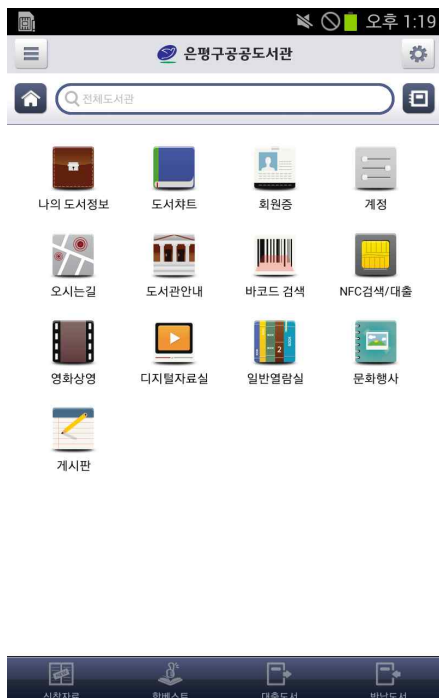 오후 1:19
은평구공공도서관
전체도서관
나의 도서정보
도서챠트
회원증
계정
오시는길
도서관안내
바코드 검색
NFC검색/대출
영화상영
디지털자료실
일반열람실
문화행사
게시판